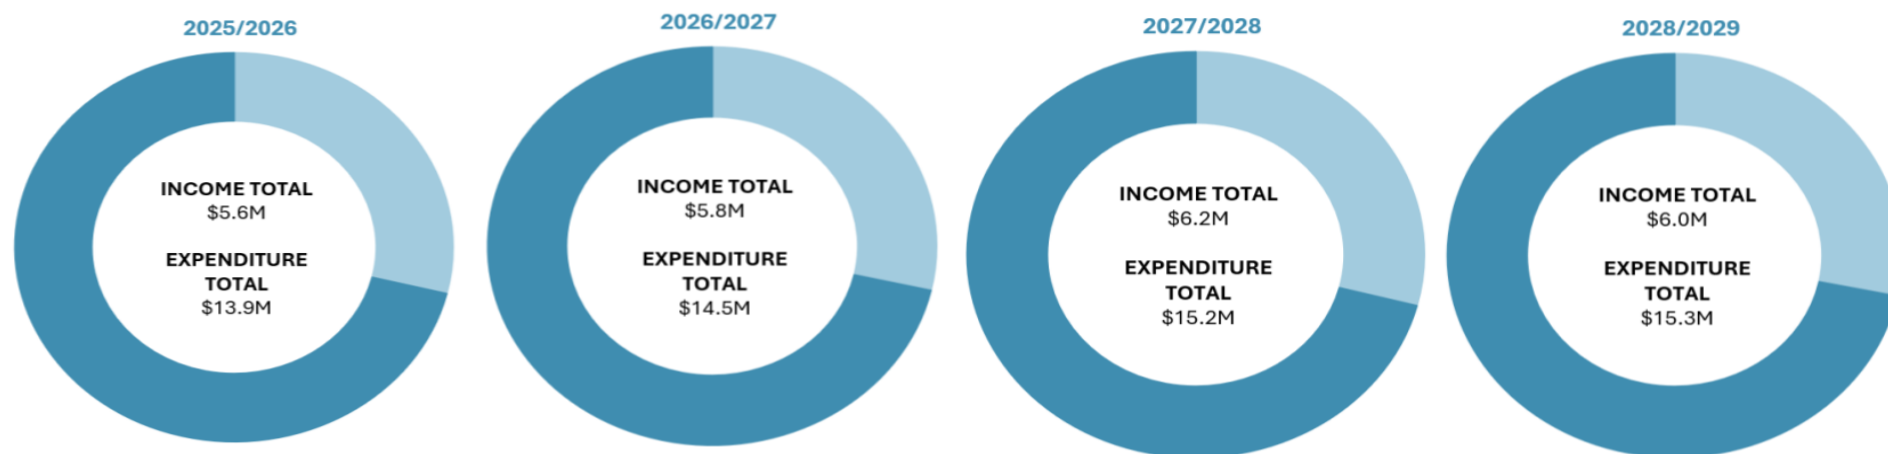 2025/2026
INCOME TOTAL
$5.6M
EXPENDITURE
TOTAL
$13.9M
2026/2027
INCOME TOTAL
$5.8M
EXPENDITURE
TOTAL
$14.5M
2027/2028
INCOME TOTAL
$6.2M
EXPENDITURE
TOTAL
$15.2M
2028/2029
INCOME TOTAL
$6.0M
EXPENDITURE
TOTAL
$15.3M